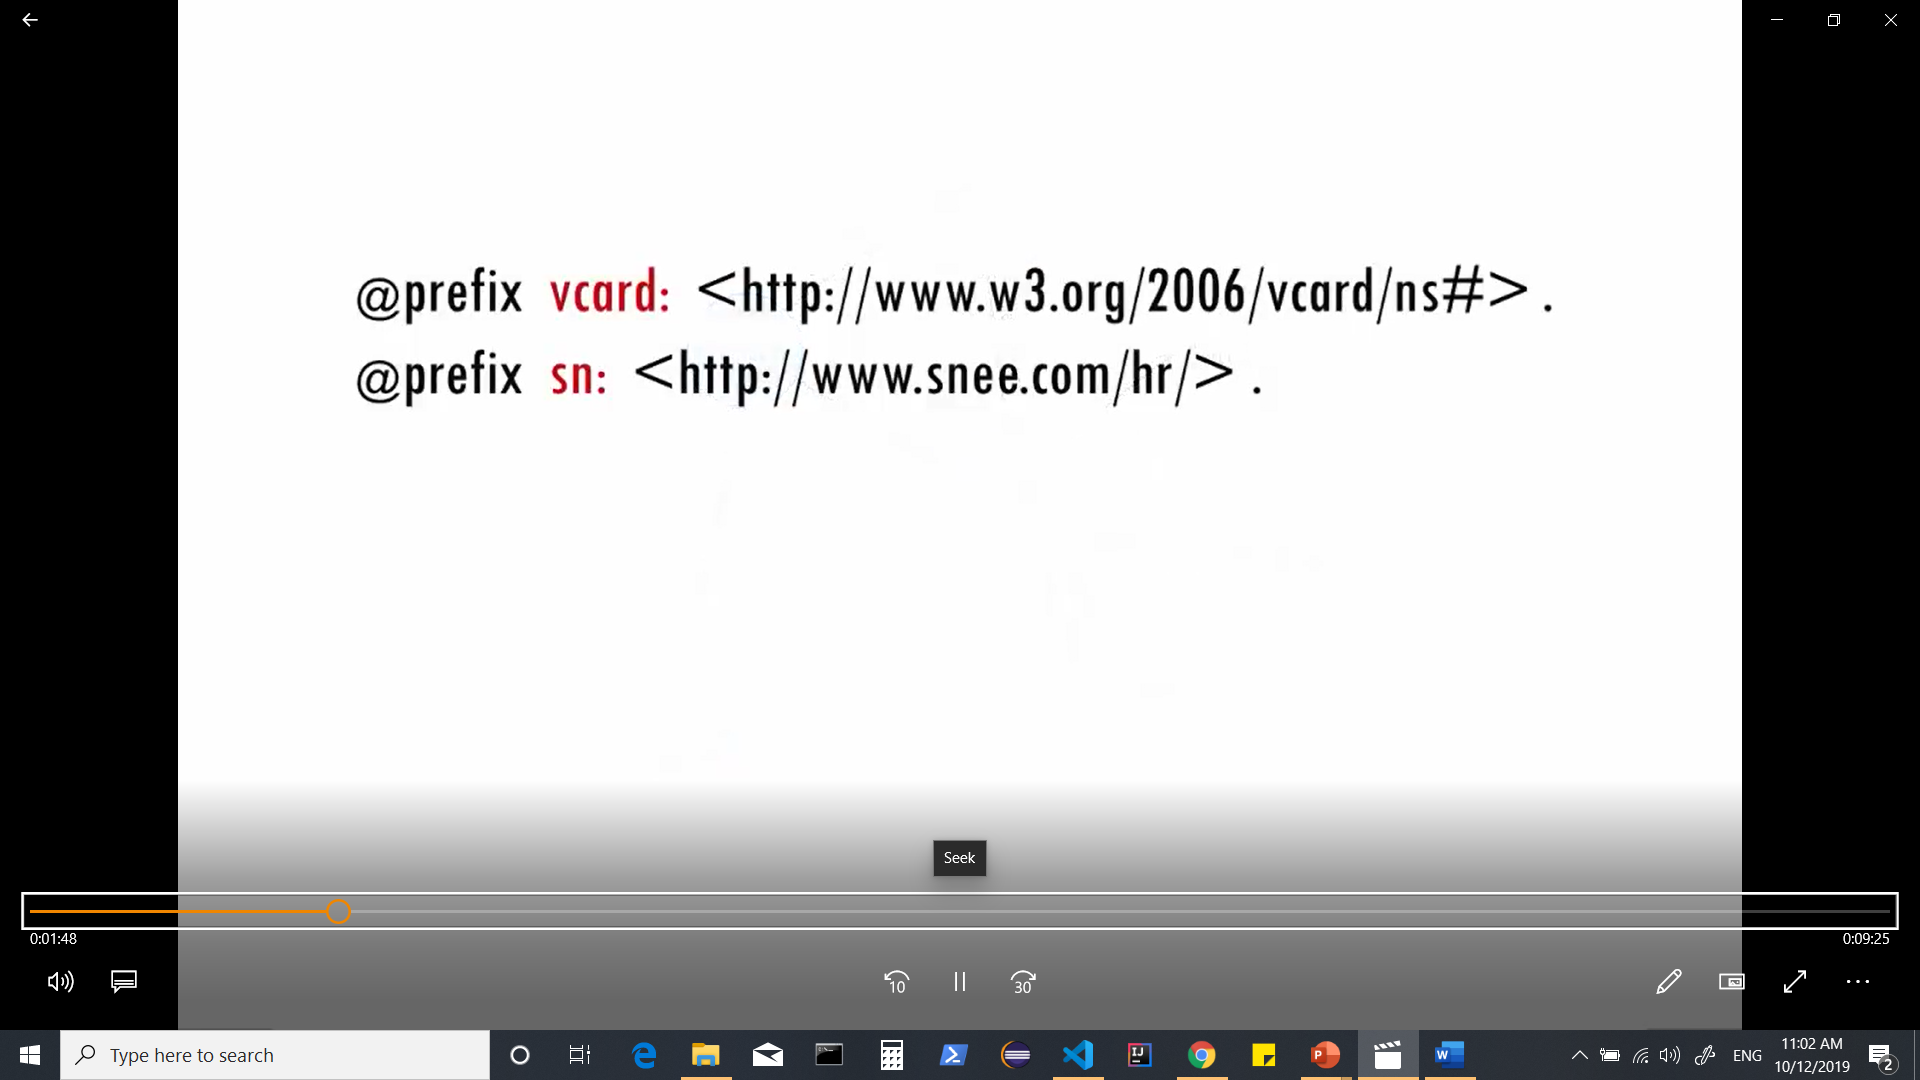 @prefix vcard: <http://www.w3.org/2006/vcard/ns#> .
@prefix sn: <http://www.snee.com/hr/> .
Seek
0:01:48
0:09:25
10
30
Type here to search
ENG
11:02 AM
10/12/2019
2